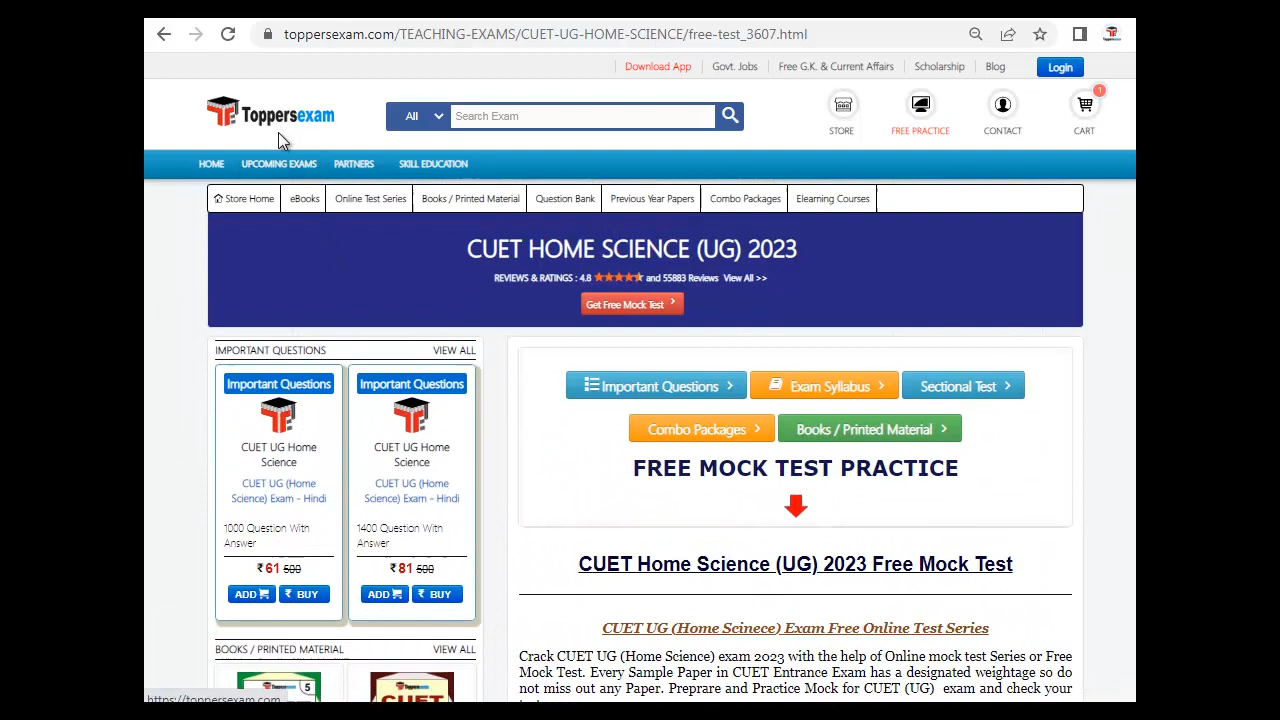 toppersexam.com/TEACHING-EXAMS/CUET-UG-HOME-SCIENCE/free-test_3607.html
Download App Govt. Jobs Free G.K. & Current Affairs Scholarship Blog Login
Toppersexam All Search Exam
1
STORE FREE PRACTICE CONTACT CART
HOME UPCOMING EXAMS PARTNERS SKILL EDUCATION
Store Home eBooks Online Test Series Books / Printed Material Question Bank Previous Year Papers Combo Packages Elearning Courses
CUET HOME SCIENCE (UG) 2023
REVIEWS & RATINGS : 4.8 and 55883 Reviews View All >>
Get Free Mock Test
IMPORTANT QUESTIONS VIEW ALL
Important Questions
CUET UG Home
Science
CUET UG (Home
Science) Exam - Hindi
1000 Question With
Answer
₹ 61 500
ADD ₹ BUY
Important Questions
CUET UG Home
Science
CUET UG (Home
Science) Exam - Hindi
1400 Question With
Answer
₹ 81 500
ADD ₹ BUY
BOOKS / PRINTED MATERIAL VIEW ALL
Toppersexam 5
Toppersexam
CUET
Important Questions Exam Syllabus Sectional Test
Combo Packages Books / Printed Material
FREE MOCK TEST PRACTICE
CUET Home Science (UG) 2023 Free Mock Test
CUET UG (Home Scinece) Exam Free Online Test Series
Crack CUET UG (Home Science) exam 2023 with the help of Online mock test Series or Free
Mock Test. Every Sample Paper in CUET Entrance Exam has a designated weightage so do
not miss out any Paper. Preprare and Practice Mock for CUET (UG) exam and check your
https://toppersexam.com